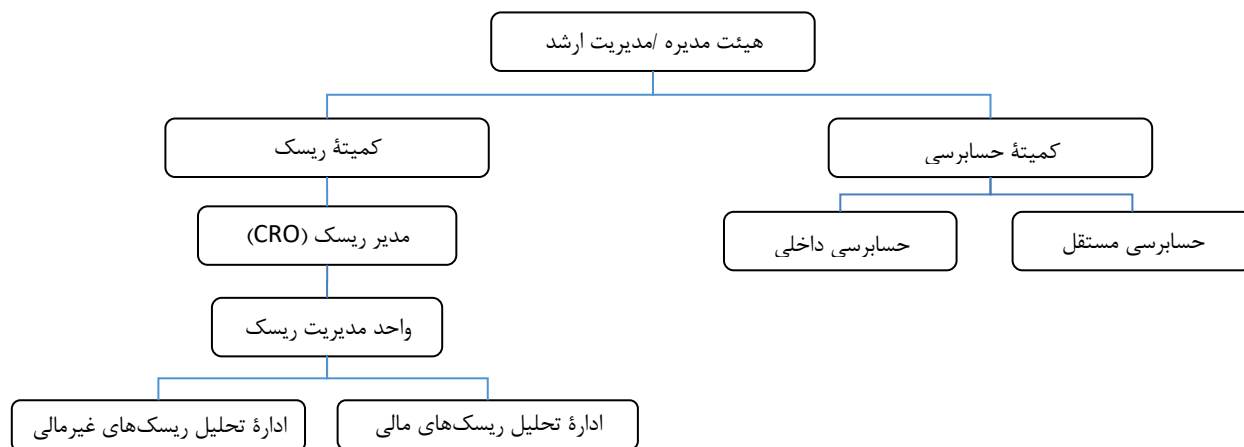 هیئت مدیره /مدیریت ارشد
کمیتهٔ حسابرسی
کمیتهٔ ریسک
حسابرسی مستقل
حسابرسی داخلی
مدیر ریسک (CRO)
واحد مدیریت ریسک
ادارهٔ تحلیل ریسک‌های مالی
ادارهٔ تحلیل ریسک‌های غیرمالی